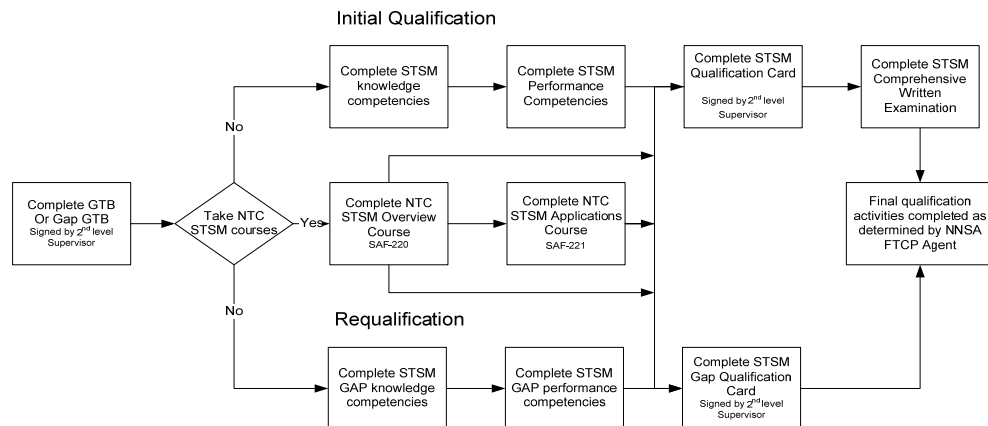 Initial Qualification
Complete STSM
knowledge
competencies
Complete STSM
Performance
Competencies
Complete STSM
Qualification Card
Signed by 2nd level
Supervisor
Complete STSM
Comprehensive
Written
Examination
No
Complete GTB
Or Gap GTB
Signed by 2nd level
Supervisor
Take NTC
STSM courses
Yes
Complete NTC
STSM Overview
Course
SAF-220
Complete NTC
STSM Applications
Course
SAF-221
Final qualification
activities completed as
determined by NNSA
FTCP Agent
No
Requalification
Complete STSM
GAP knowledge
competencies
Complete STSM
GAP performance
competencies
Complete STSM
Gap Qualification
Card
Signed by 2nd level
Supervisor